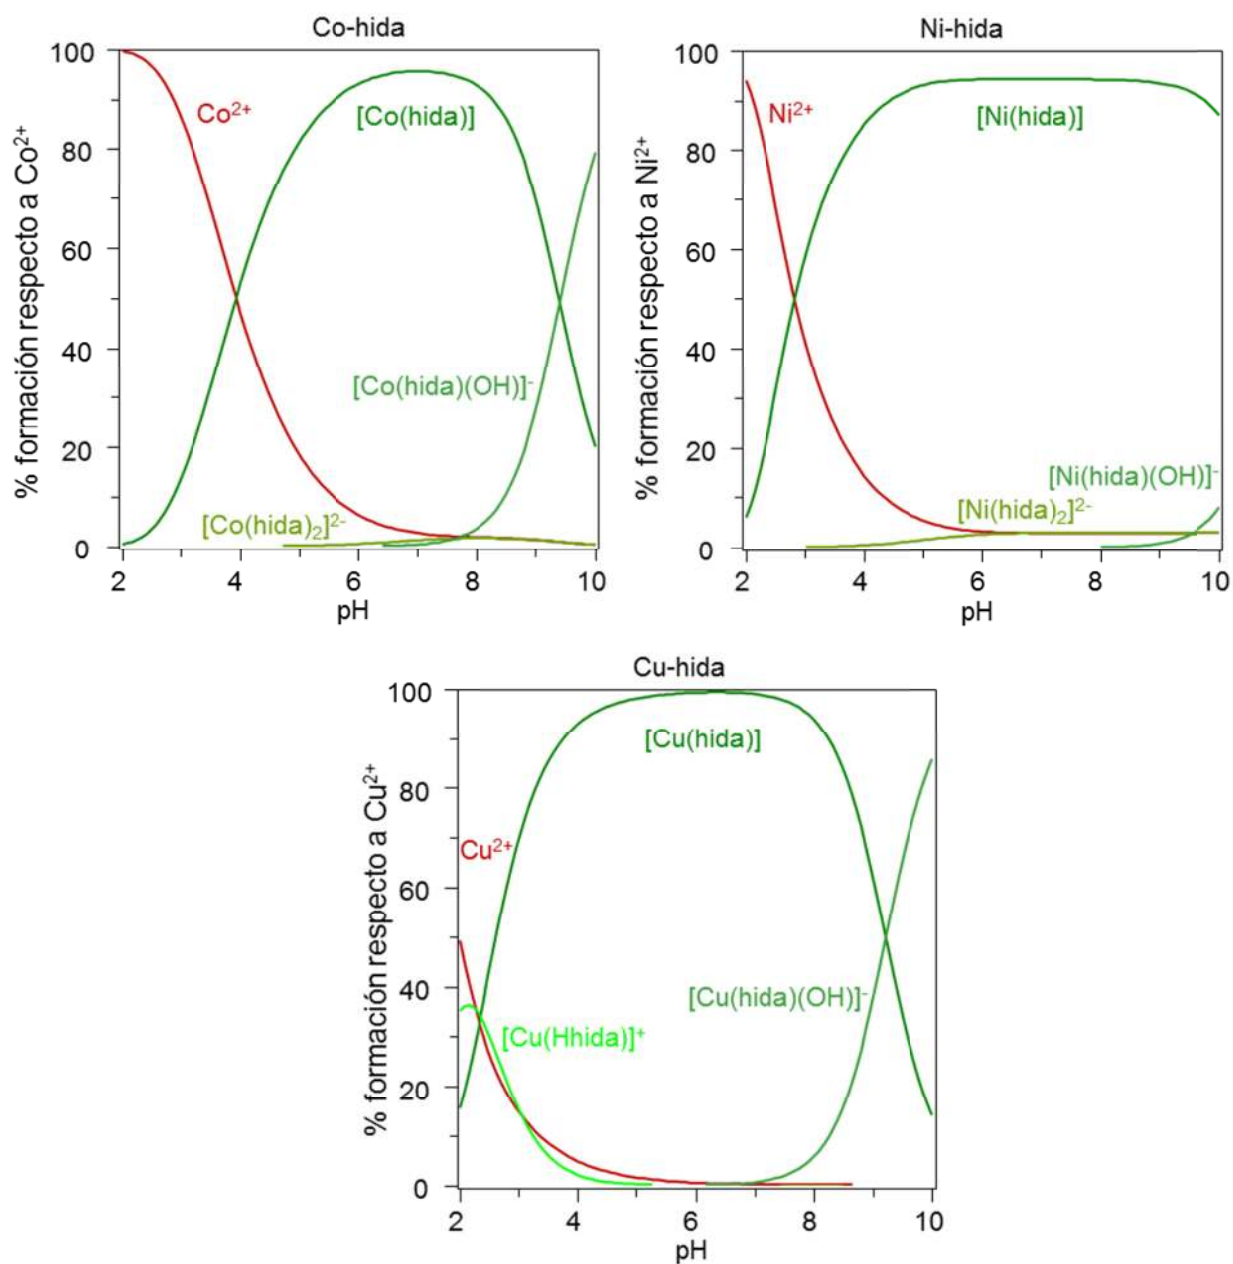 Co-hida
% formación respecto a Co²⁺
100
80
60
40
20
0
Co²⁺
[Co(hida)]
[Co(hida)(OH)]⁻
[Co(hida)₂]²⁻
2 4 6 8 10
pH
Ni-hida
% formación respecto a Ni²⁺
100
80
60
40
20
0
Ni²⁺
[Ni(hida)]
[Ni(hida)(OH)]⁻
[Ni(hida)₂]²⁻
2 4 6 8 10
pH
Cu-hida
% formación respecto a Cu²⁺
100
80
60
40
20
0
[Cu(hida)]
Cu²⁺
[Cu(hida)(OH)]⁻
[Cu(Hhida)]⁺
2 4 6 8 10
pH